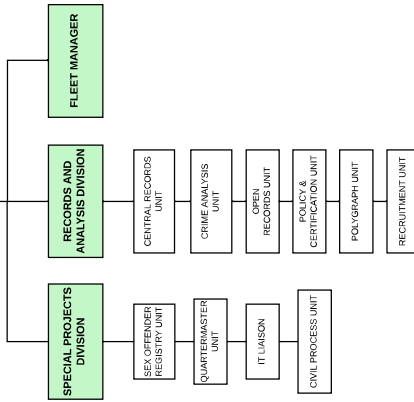 FLEET MANAGER
RECORDS AND
ANALYSIS DIVISION
CENTRAL RECORDS
UNIT
CRIME ANALYSIS
UNIT
OPEN
RECORDS UNIT
POLICY &
CERTIFICATION UNIT
POLYGRAPH UNIT
RECRUITMENT UNIT
SPECIAL PROJECTS
DIVISION
SEX OFFENDER
REGISTRY UNIT
QUARTERMASTER
UNIT
IT LIAISON
CIVIL PROCESS UNIT